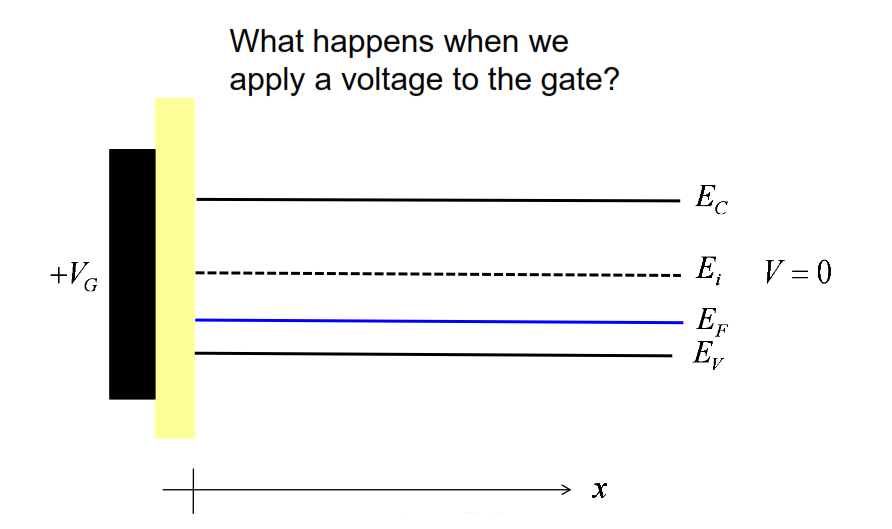 What happens when we
apply a voltage to the gate?
E_C
+V_G
E_i V = 0
E_F
E_V
x